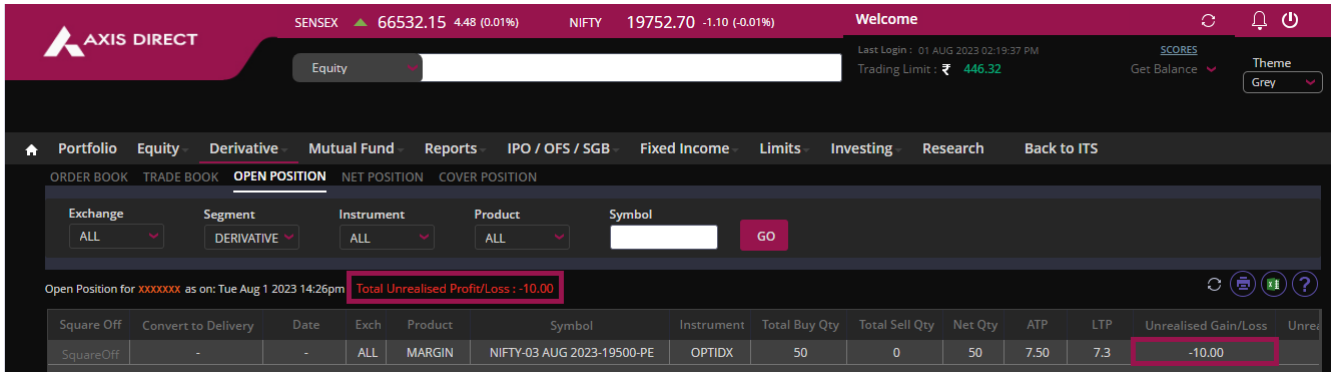 SENSEX 66532.15 4.48 (0.01%) NIFTY 19752.70 -1.10 (-0.01%) Welcome
AXIS DIRECT
Last Login : 01 AUG 2023 02:19:37 PM SCORES
Equity Trading Limit : ₹ 446.32 Get Balance Theme
Grey
Portfolio Equity Derivative Mutual Fund Reports IPO / OFS / SGB Fixed Income Limits Investing Research Back to ITS
ORDER BOOK TRADE BOOK OPEN POSITION NET POSITION COVER POSITION
Exchange Segment Instrument Product Symbol
ALL DERIVATIVE ALL ALL GO
Open Position for XXXXXXX as on: Tue Aug 1 2023 14:26pm Total Unrealised Profit/Loss : -10.00 ?
Square Off Convert to Delivery Date Exch Product Symbol Instrument Total Buy Qty Total Sell Qty Net Qty ATP LTP Unrealised Gain/Loss Unrea
SquareOff - - ALL MARGIN NIFTY-03 AUG 2023-19500-PE OPTIDX 50 0 50 7.50 7.3 -10.00